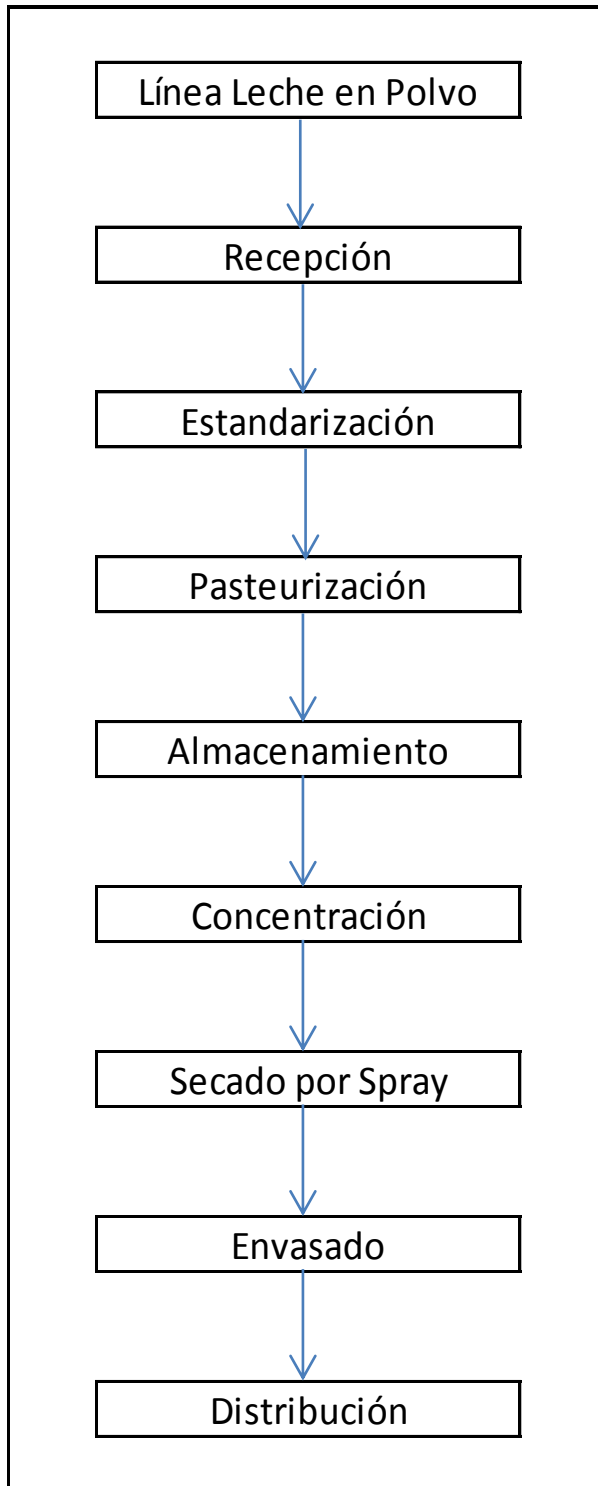 Línea Leche en Polvo
Recepción
Estandarización
Pasteurización
Almacenamiento
Concentración
Secado por Spray
Envasado
Distribución